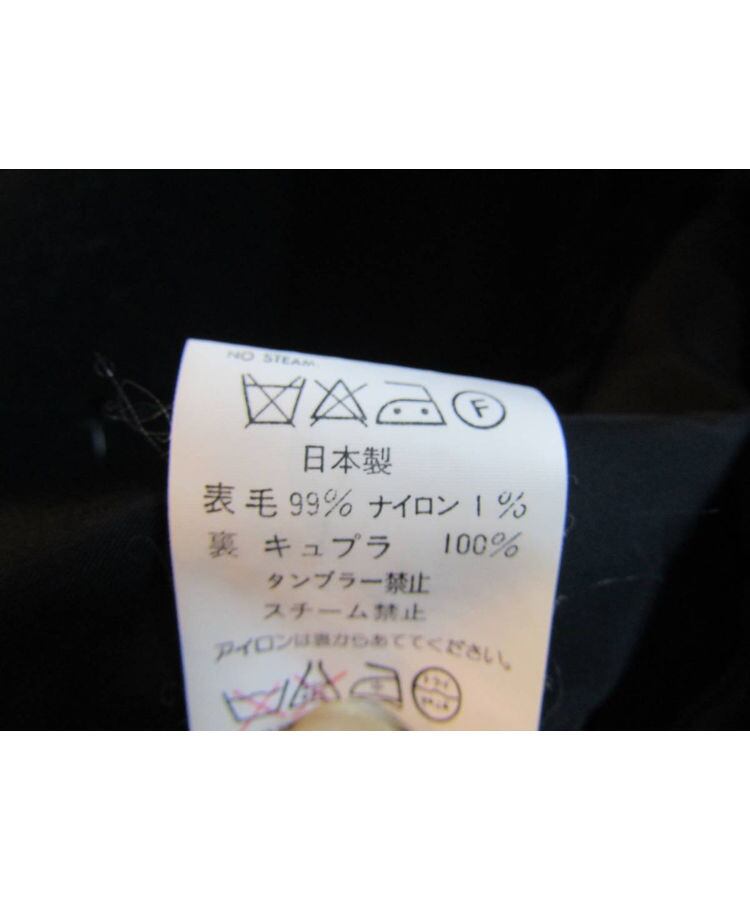 NO STEAM.
F
日本製
表 毛 99% ナイロン 1%
裏 キュプラ 100%
タンブラー禁止
スチーム禁止
アイロンは裏からあててください。